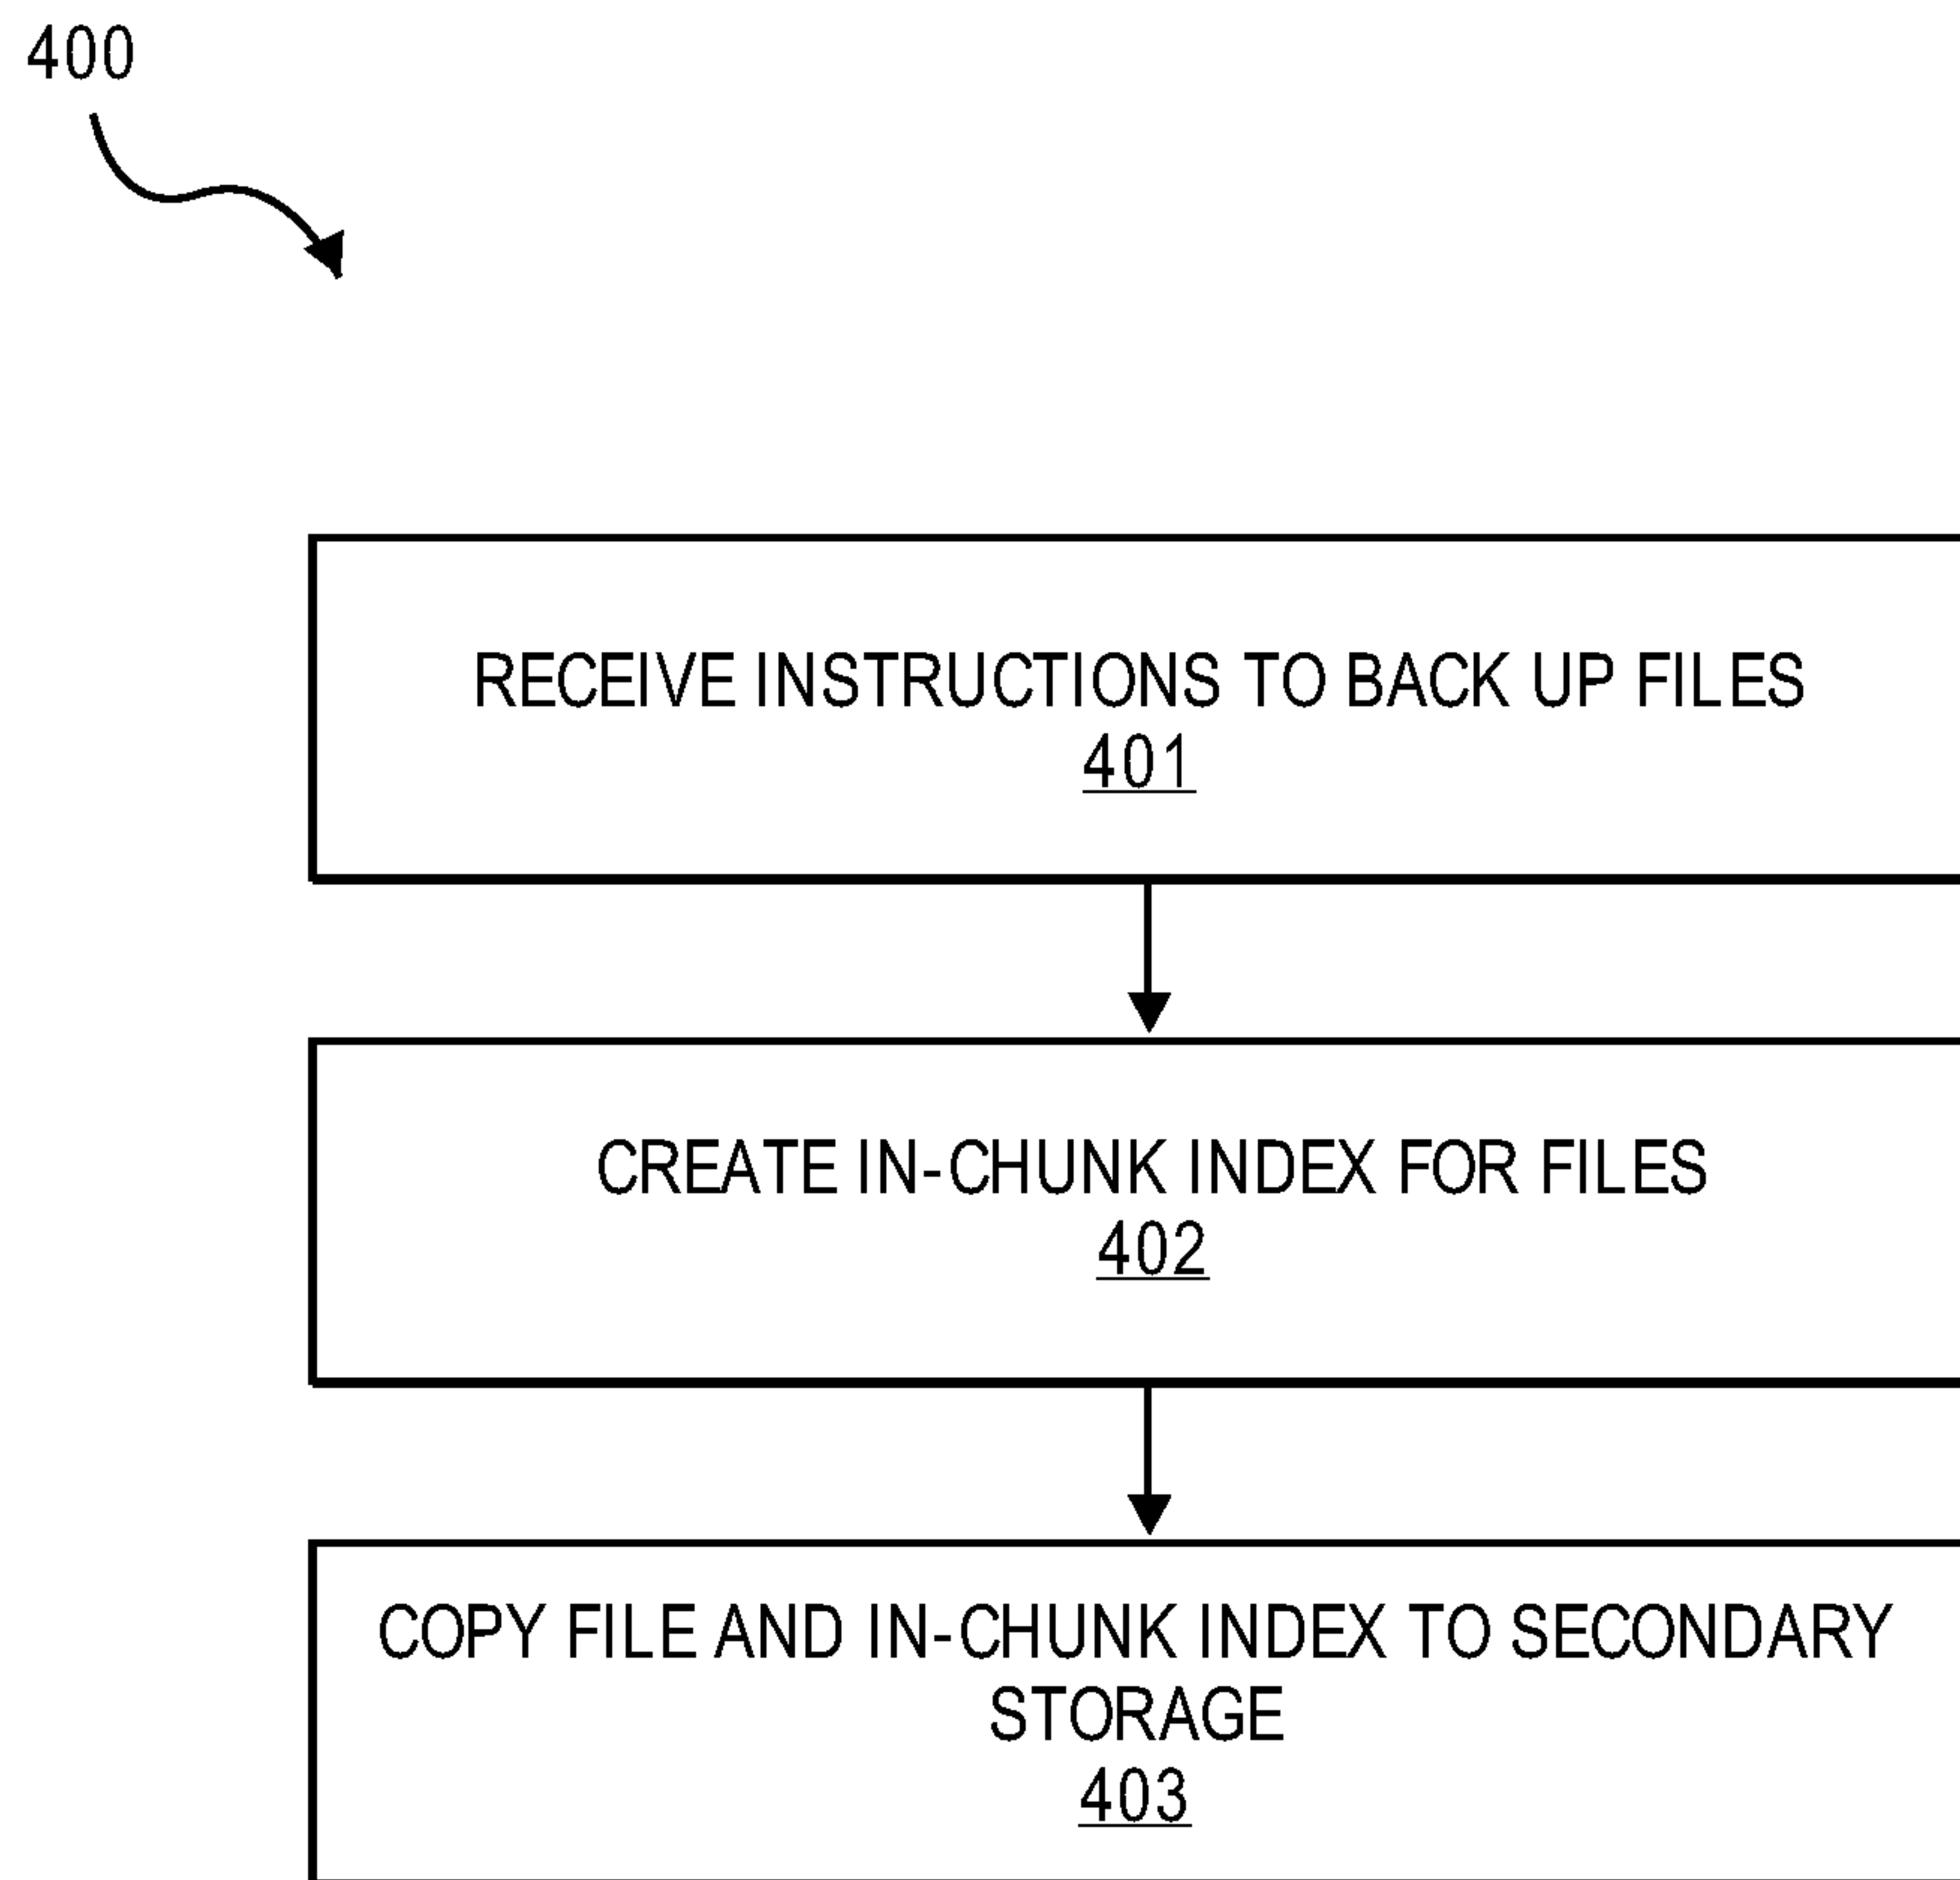 400
RECEIVE INSTRUCTIONS TO BACK UP FILES
401
CREATE IN-CHUNK INDEX FOR FILES
402
COPY FILE AND IN-CHUNK INDEX TO SECONDARY
STORAGE
403